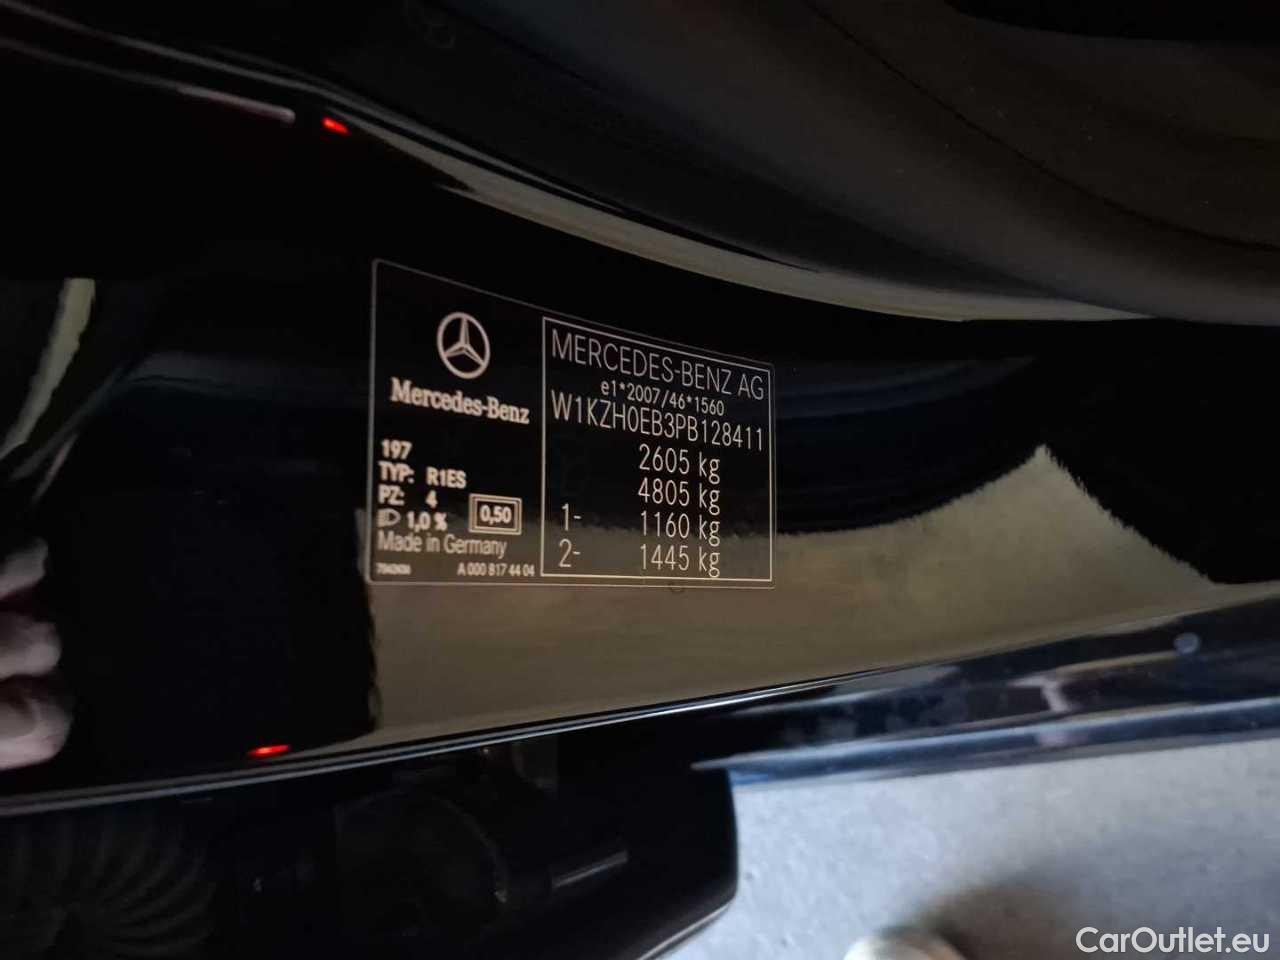 Mercedes-Benz
197
TYP: R1ES
PZ: 4
1,0 %
0,50
Made in Germany
A 000 817 44 04
MERCEDES-BENZ AG
e1*2007/46*1560
W1KZH0EB3PB128411
2605 kg
4805 kg
1- 1160 kg
2- 1445 kg
CarOutlet.eu